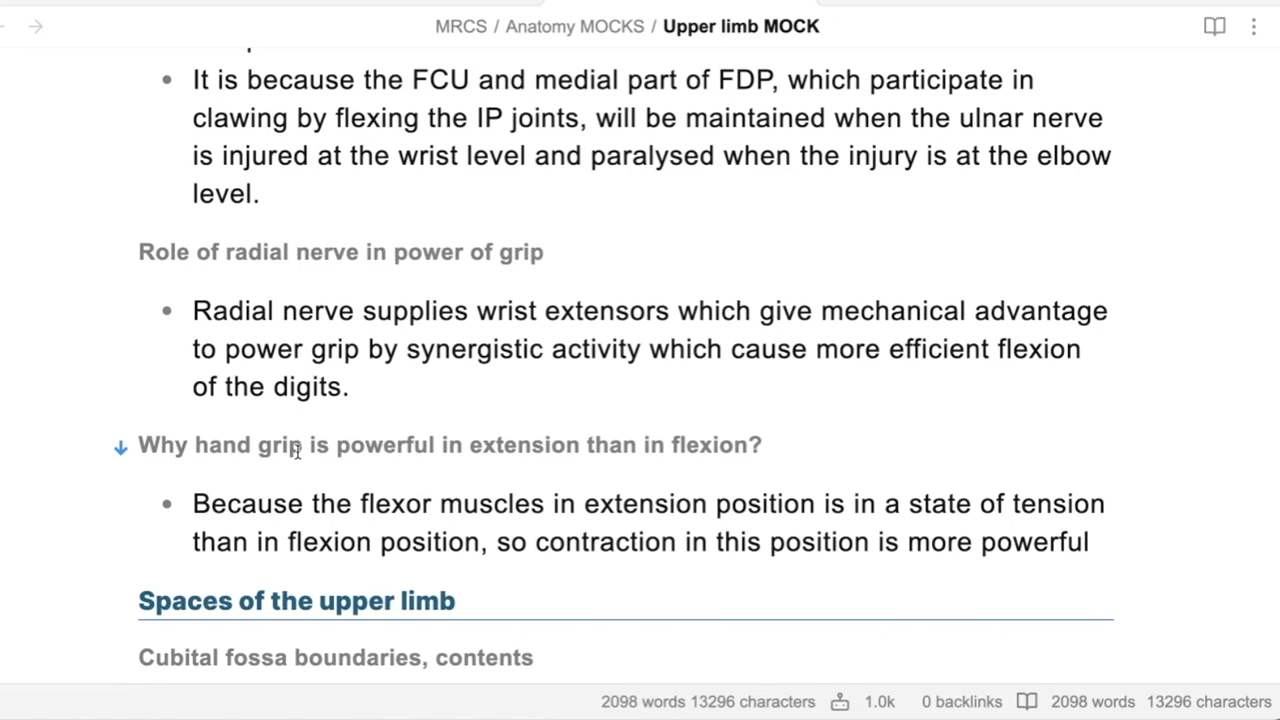 MRCS / Anatomy MOCKS / Upper limb MOCK
It is because the FCU and medial part of FDP, which participate in
clawing by flexing the IP joints, will be maintained when the ulnar nerve
is injured at the wrist level and paralysed when the injury is at the elbow
level.
Role of radial nerve in power of grip
Radial nerve supplies wrist extensors which give mechanical advantage
to power grip by synergistic activity which cause more efficient flexion
of the digits.
Why hand grip is powerful in extension than in flexion?
Because the flexor muscles in extension position is in a state of tension
than in flexion position, so contraction in this position is more powerful
Spaces of the upper limb
Cubital fossa boundaries, contents
2098 words 13296 characters 1.0k 0 backlinks 2098 words 13296 characters